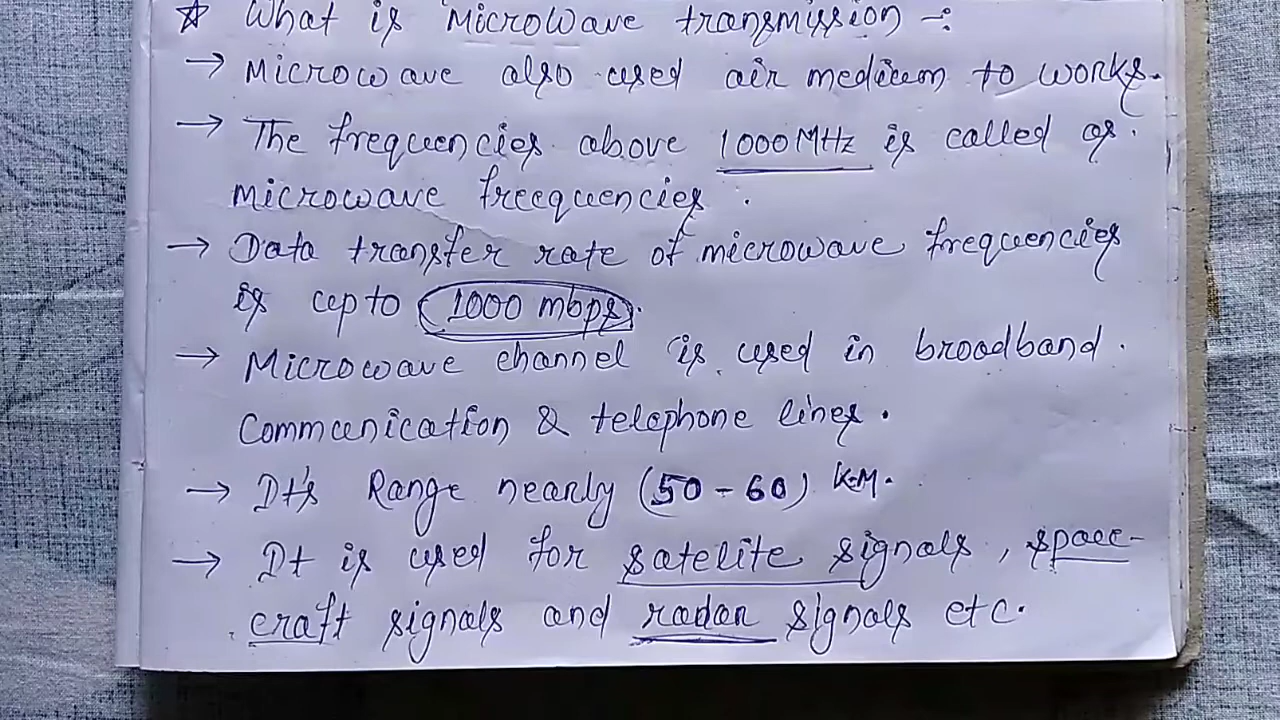 ☆ What is Microwave transmission -:
→ Microwave also used air medium to works.
→ The frequencies above 1000MHz is called as
microwave freequencies.
→ Data transfer rate of microwave frequencies
is upto 1000 mbps.
→ Microwave channel is used in broadband.
Communication & telephone lines.
→ It's Range nearly (50-60) K.M.
→ It is used for satelite signals, space-
craft signals and radar signals etc.